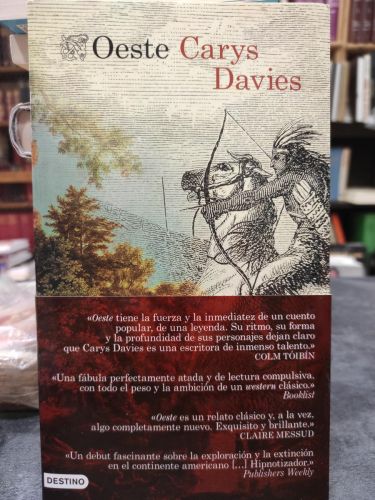 Oeste Carys
Davies
«Oeste tiene la fuerza y la inmediatez de un cuento
popular, de una leyenda. Su ritmo, su forma
y la profundidad de sus personajes dejan claro
que Carys Davies es una escritora de inmenso talento.»
COLM TÓIBÍN
«Una fábula perfectamente atada y de lectura compulsiva,
con todo el peso y la ambición de un western clásico.»
Booklist
«Oeste es un relato clásico y, a la vez,
algo completamente nuevo. Exquisito y brillante.»
CLAIRE MESSUD
«Un debut fascinante sobre la exploración y la extinción
en el continente americano [...] Hipnotizador.»
Publishers Weekly
DESTINO